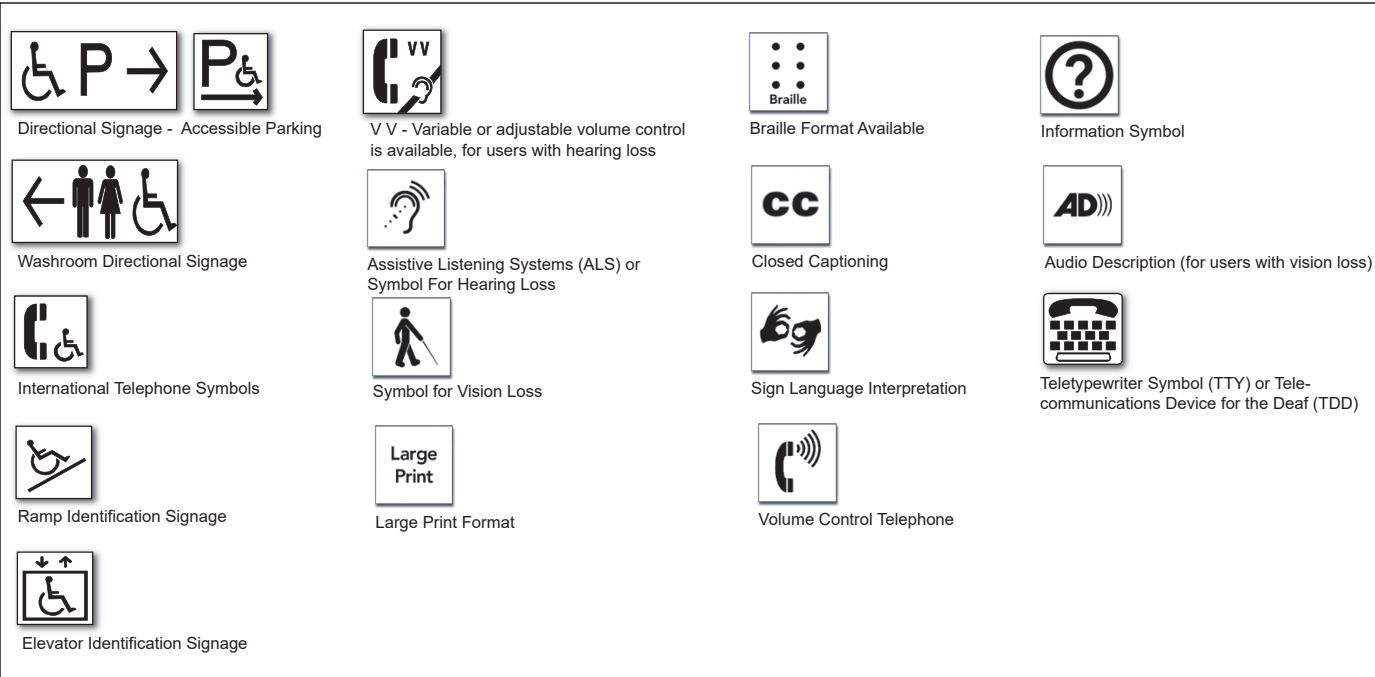 P P
Directional Signage - Accessible Parking
Washroom Directional Signage
International Telephone Symbols
Ramp Identification Signage
Elevator Identification Signage
V V
V V - Variable or adjustable volume control
is available, for users with hearing loss
Assistive Listening Systems (ALS) or
Symbol For Hearing Loss
Symbol for Vision Loss
Large
Print
Large Print Format
Braille
Braille Format Available
CC
Closed Captioning
Sign Language Interpretation
Volume Control Telephone
?
Information Symbol
AD
Audio Description (for users with vision loss)
Teletypewriter Symbol (TTY) or Tele-
communications Device for the Deaf (TDD)